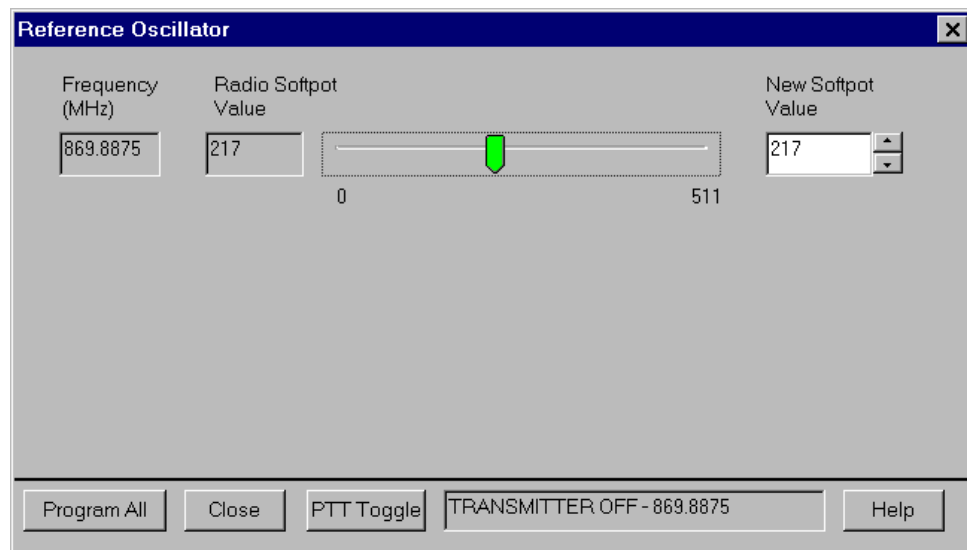 Reference Oscillator
Frequency
(MHz)
Radio Softpot
Value
New Softpot
Value
869.8875
217
217
0
511
Program All
Close
PTT Toggle
TRANSMITTER OFF - 869.8875
Help